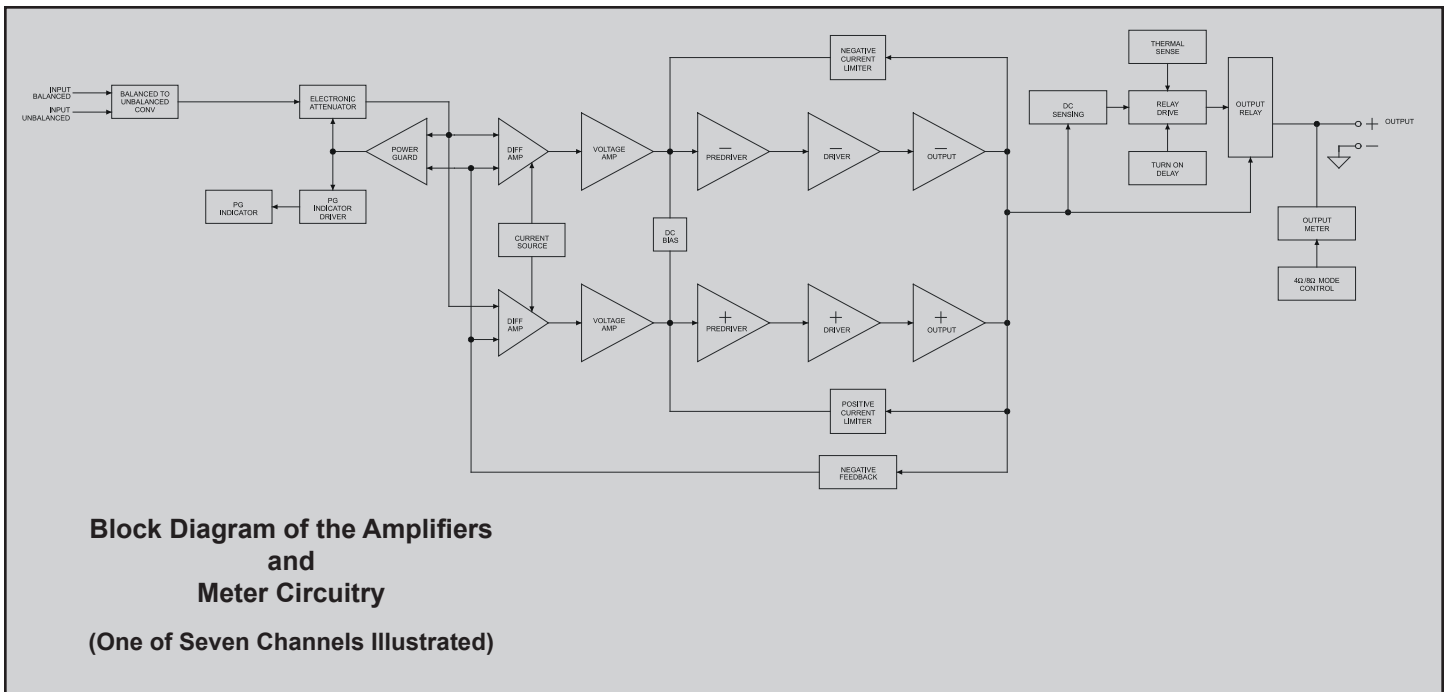 NEGATIVE
CURRENT
LIMITER
THERMAL
SENSE
INPUT
BALANCED
INPUT
UNBALANCED
BALANCED TO
UNBALANCED
CONV
ELECTRONIC
ATTENUATOR
DC
SENSING
RELAY
DRIVE
OUTPUT
RELAY
+ OUTPUT
−
POWER
GUARD
DIFF
AMP
VOLTAGE
AMP
−
PREDRIVER
−
DRIVER
−
OUTPUT
TURN ON
DELAY
PG
INDICATOR
PG
INDICATOR
DRIVER
CURRENT
SOURCE
DC
BIAS
OUTPUT
METER
4Ω/8Ω MODE
CONTROL
DIFF
AMP
VOLTAGE
AMP
+
PREDRIVER
+
DRIVER
+
OUTPUT
POSITIVE
CURRENT
LIMITER
NEGATIVE
FEEDBACK
Block Diagram of the Amplifiers
and
Meter Circuitry
(One of Seven Channels Illustrated)